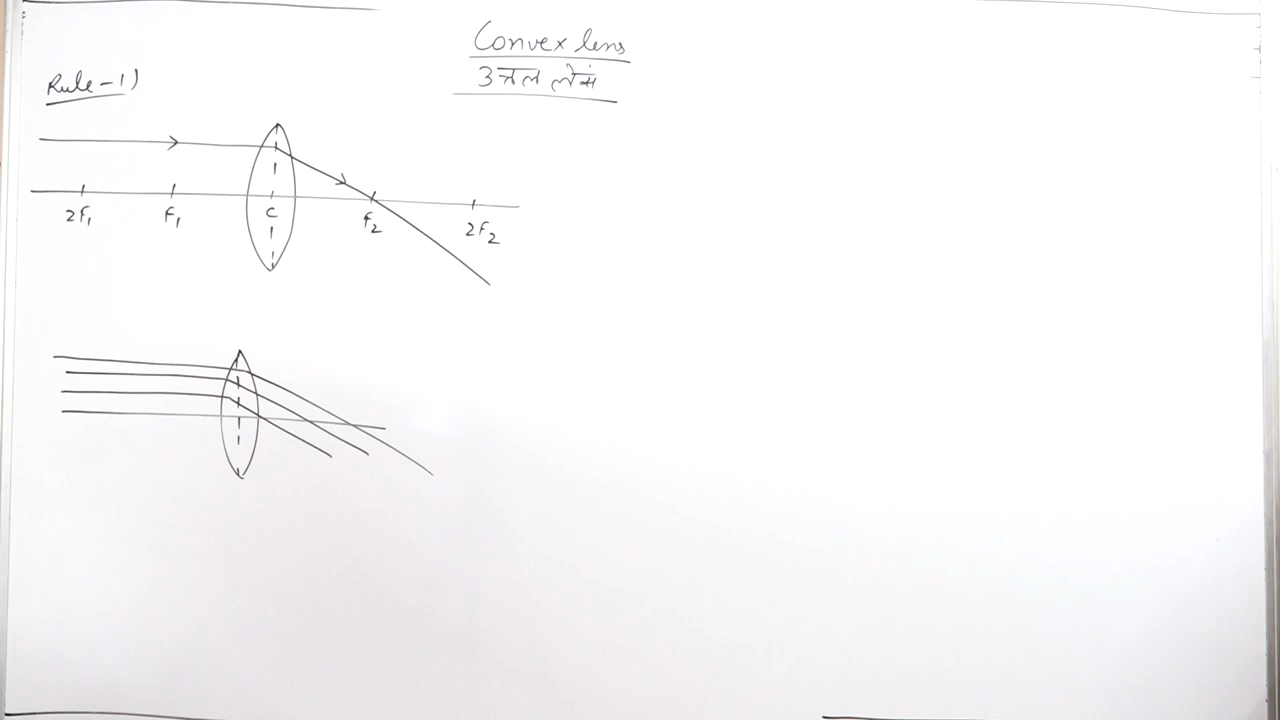 Convex lens
उत्तल लेंस
Rule-1)
2F₁ F₁ C F₂ 2F₂